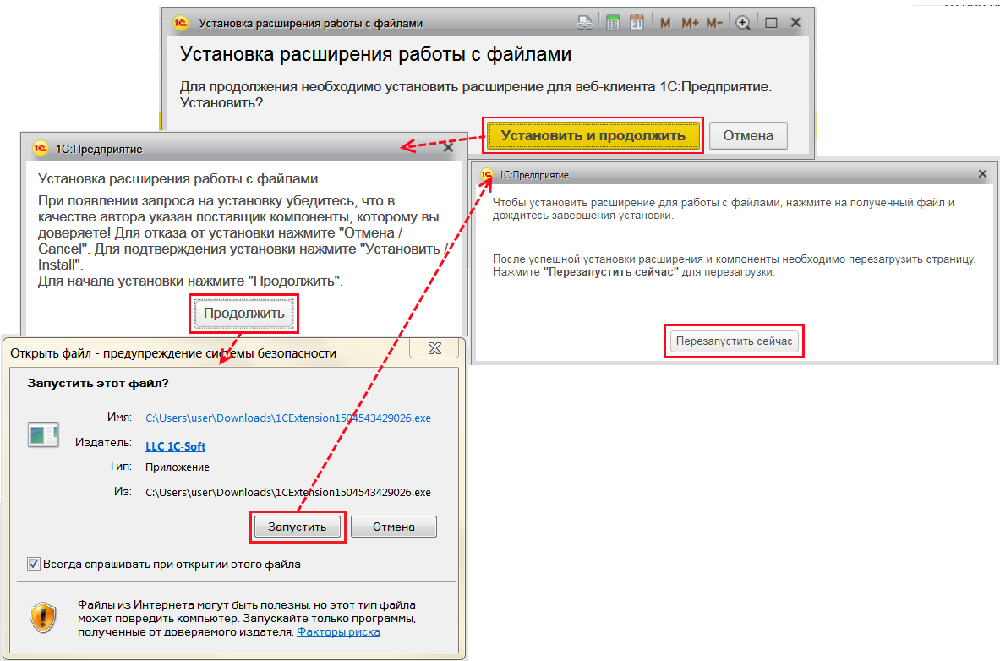 Установка расширения работы с файлами
31 M M+ M-
Установка расширения работы с файлами
Для продолжения необходимо установить расширение для веб-клиента 1С:Предприятие.
Установить?
Установить и продолжить
Отмена
1С:Предприятие
Установка расширения работы с файлами.
При появлении запроса на установку убедитесь, что в
качестве автора указан поставщик компоненты, которому вы
доверяете! Для отказа от установки нажмите "Отмена /
Cancel". Для подтверждения установки нажмите "Установить /
Install".
Для начала установки нажмите "Продолжить".
Продолжить
1С:Предприятие
Чтобы установить расширение для работы с файлами, нажмите на полученный файл и
дождитесь завершения установки.
После успешной установки расширения и компоненты необходимо перезагрузить страницу.
Нажмите "Перезапустить сейчас" для перезагрузки.
Перезапустить сейчас
Открыть файл - предупреждение системы безопасности
Запустить этот файл?
Имя: C:\Users\user\Downloads\1CExtension1504543429026.exe
Издатель: LLC 1C-Soft
Тип: Приложение
Из: C:\Users\user\Downloads\1CExtension1504543429026.exe
Запустить
Отмена
Всегда спрашивать при открытии этого файла
Файлы из Интернета могут быть полезны, но этот тип файла
может повредить компьютер. Запускайте только программы,
полученные от доверяемого издателя. Факторы риска